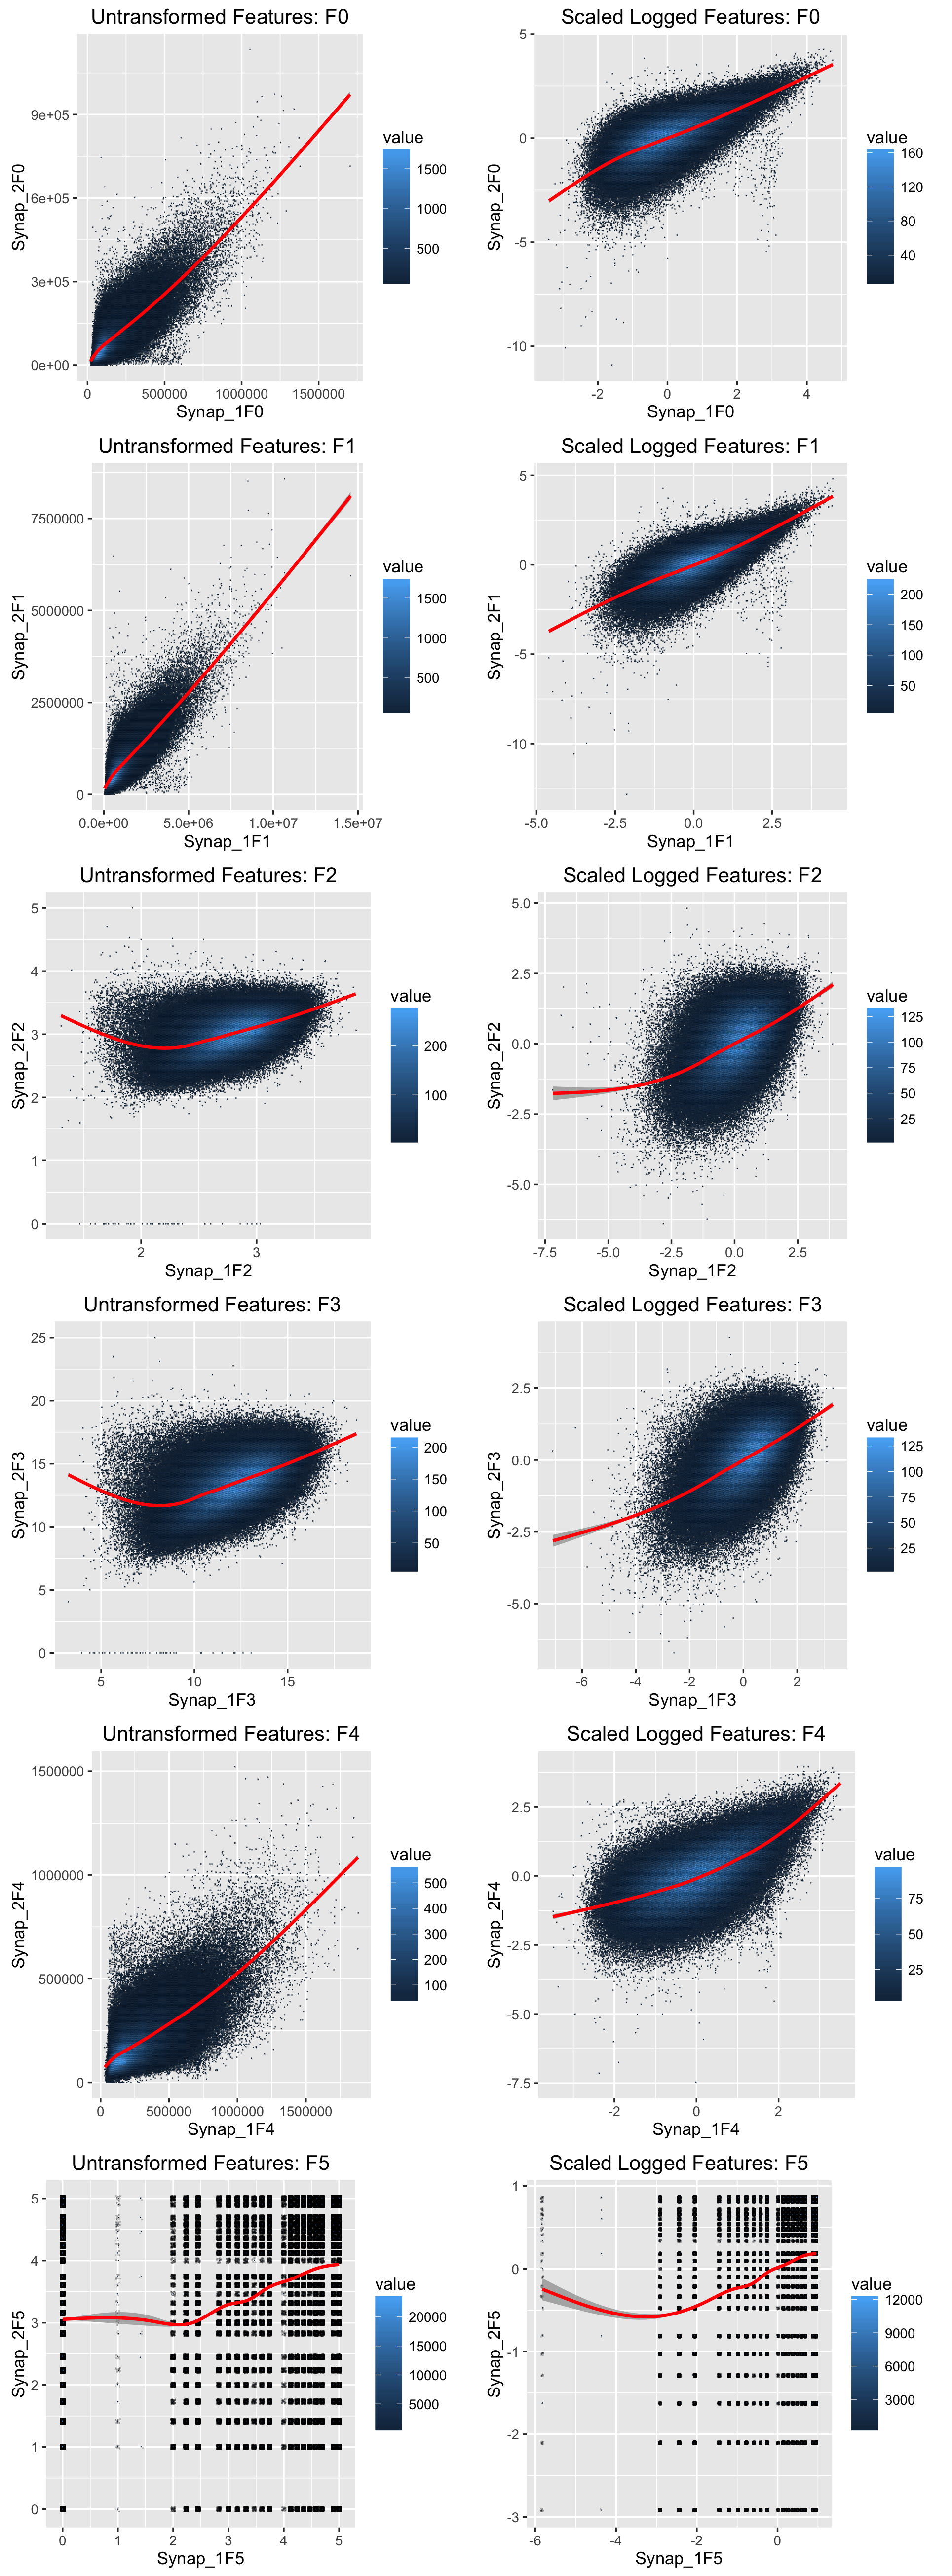 Untransformed Features: F0
Synap_2F0
9e+05
6e+05
3e+05
0e+00
0 500000 1000000 1500000
Synap_1F0
value
1500
1000
500
Scaled Logged Features: F0
Synap_2F0
5
0
-5
-10
-2 0 2 4
Synap_1F0
value
160
120
80
40
Untransformed Features: F1
Synap_2F1
7500000
5000000
2500000
0
0.0e+00 5.0e+06 1.0e+07 1.5e+07
Synap_1F1
value
1500
1000
500
Scaled Logged Features: F1
Synap_2F1
5
0
-5
-10
-5.0 -2.5 0.0 2.5
Synap_1F1
value
200
150
100
50
Untransformed Features: F2
Synap_2F2
5
4
3
2
1
0
2 3
Synap_1F2
value
200
100
Scaled Logged Features: F2
Synap_2F2
5.0
2.5
0.0
-2.5
-5.0
-7.5 -5.0 -2.5 0.0 2.5
Synap_1F2
value
125
100
75
50
25
Untransformed Features: F3
Synap_2F3
25
20
15
10
5
0
5 10 15
Synap_1F3
value
200
150
100
50
Scaled Logged Features: F3
Synap_2F3
2.5
0.0
-2.5
-5.0
-6 -4 -2 0 2
Synap_1F3
value
125
100
75
50
25
Untransformed Features: F4
Synap_2F4
1500000
1000000
500000
0
0 500000 1000000 1500000
Synap_1F4
value
500
400
300
200
100
Scaled Logged Features: F4
Synap_2F4
2.5
0.0
-2.5
-5.0
-7.5
-2 0 2
Synap_1F4
value
75
50
25
Untransformed Features: F5
Synap_2F5
5
4
3
2
1
0
0 1 2 3 4 5
Synap_1F5
value
20000
15000
10000
5000
Scaled Logged Features: F5
Synap_2F5
1
0
-1
-2
-3
-6 -4 -2 0
Synap_1F5
value
12000
9000
6000
3000